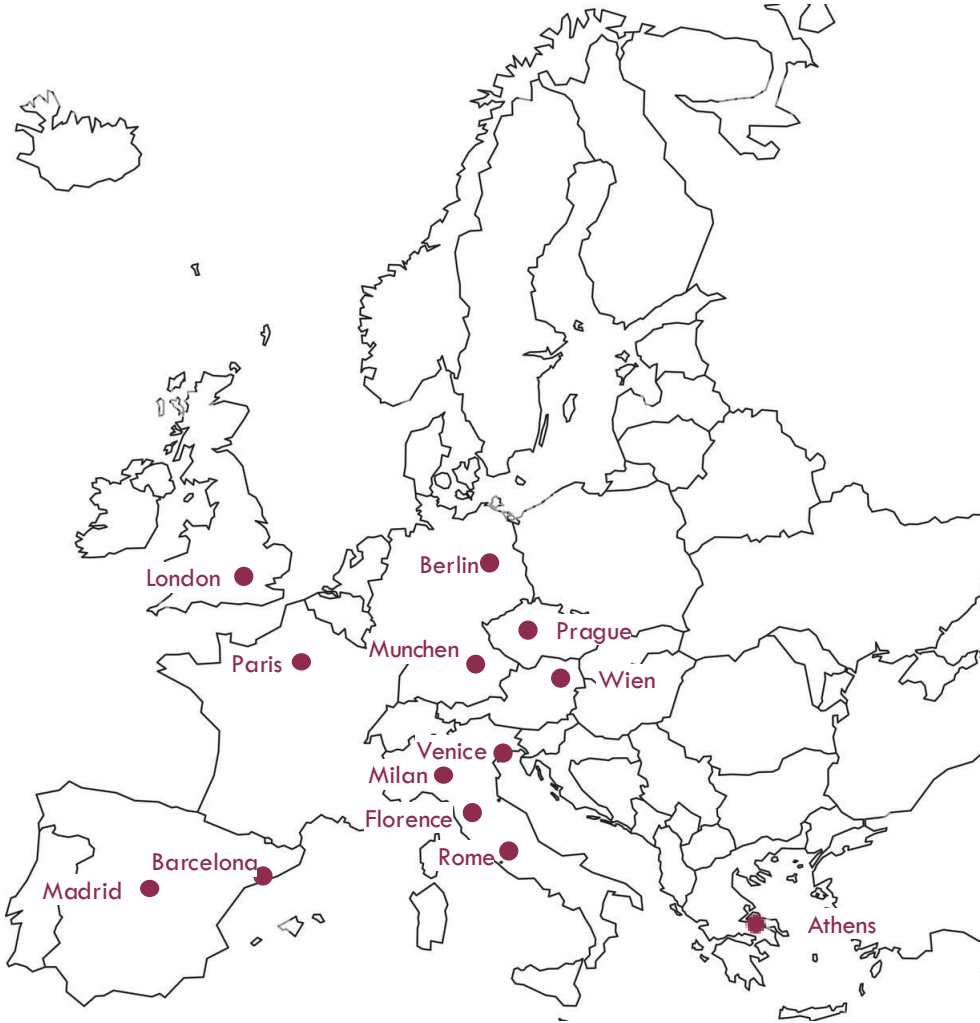 Berlin
London
Prague
Munchen
Paris
Wien
Venice
Milan
Florence
Rome
Barcelona
Madrid
Athens